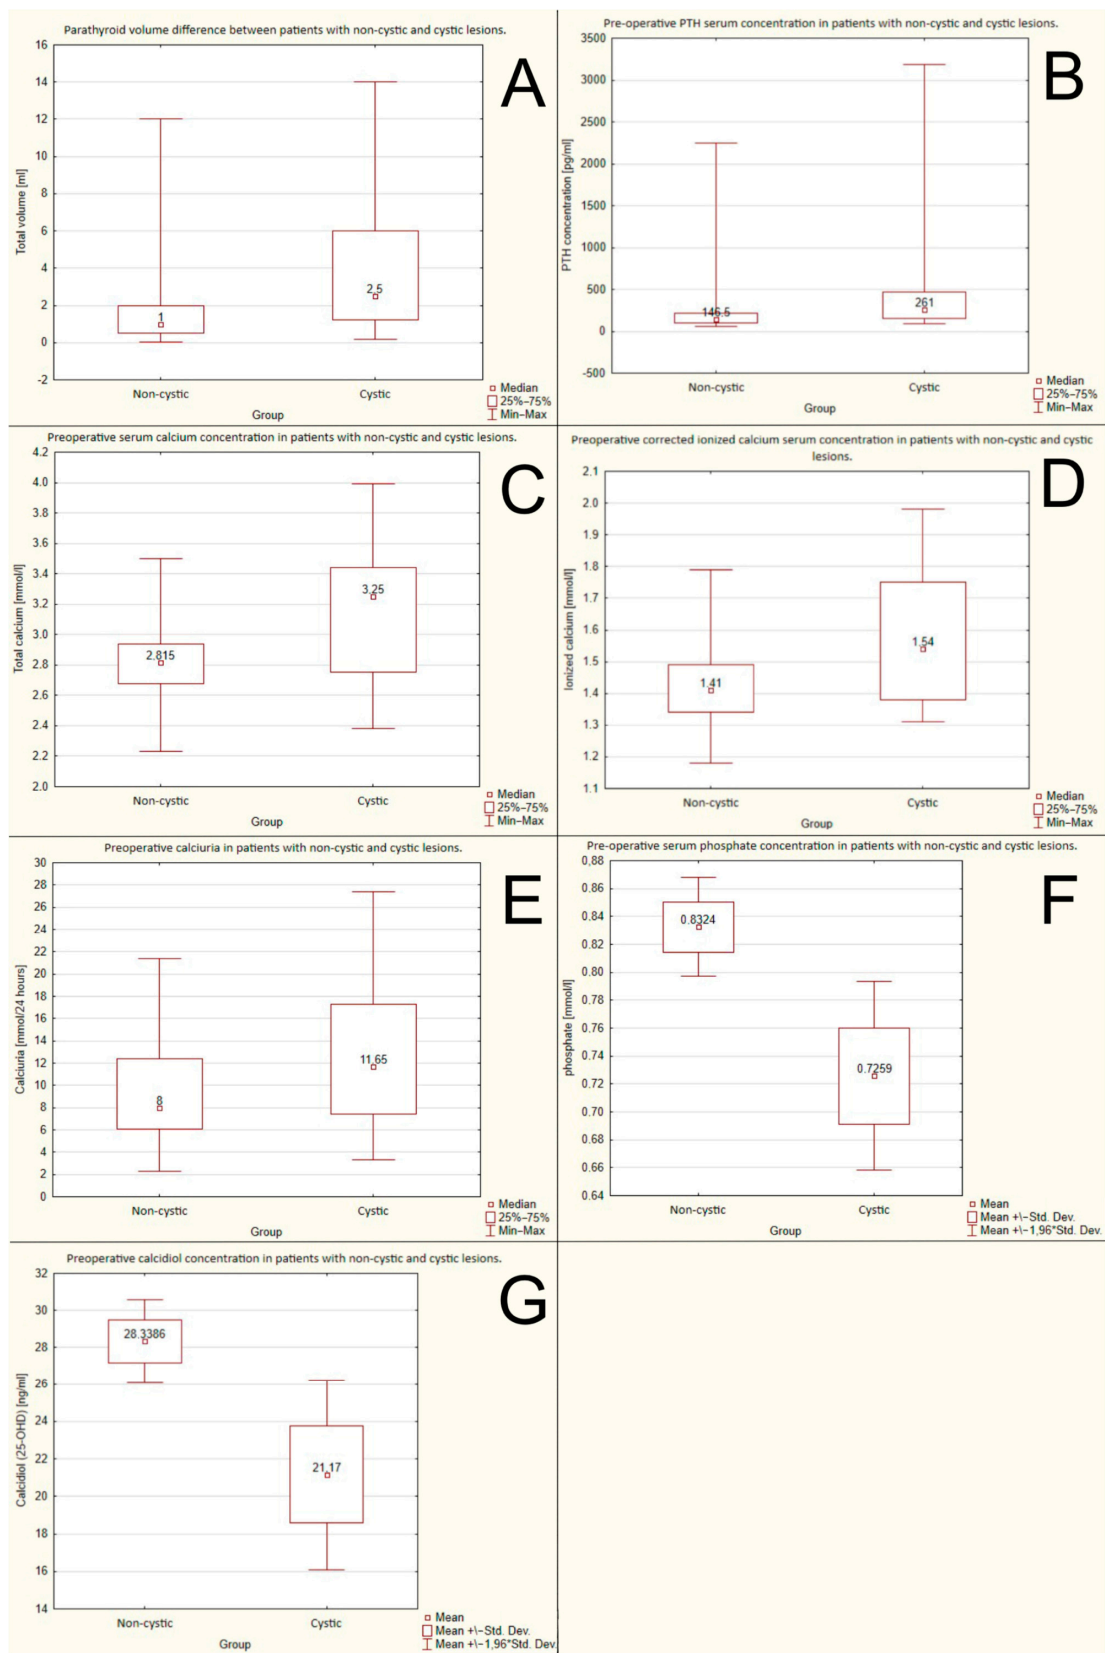 Parathyroid volume difference between patients with non-cystic and cystic lesions.
A
16
14
12
10
8
6
4
2
0
-2
Total volume [ml]
1
2.5
Non-cystic
Cystic
Group
Median
25%–75%
Min–Max
Pre-operative PTH serum concentration in patients with non-cystic and cystic lesions.
B
3500
3000
2500
2000
1500
1000
500
0
-500
PTH concentration [pg/ml]
146.5
261
Non-cystic
Cystic
Group
Median
25%–75%
Min–Max
Preoperative serum calcium concentration in patients with non-cystic and cystic lesions.
C
4.2
4.0
3.8
3.6
3.4
3.2
3.0
2.8
2.6
2.4
2.2
2.0
Total calcium [mmol/l]
2.815
3.25
Non-cystic
Cystic
Group
Median
25%–75%
Min–Max
Preoperative corrected ionized calcium serum concentration in patients with non-cystic and cystic
lesions.
D
2.1
2.0
1.9
1.8
1.7
1.6
1.5
1.4
1.3
1.2
1.1
Ionized calcium [mmol/l]
1.41
1.54
Non-cystic
Cystic
Group
Median
25%–75%
Min–Max
Preoperative calciuria in patients with non-cystic and cystic lesions.
E
30
28
26
24
22
20
18
16
14
12
10
8
6
4
2
0
Calciuria [mmol/24 hours]
8
11.65
Non-cystic
Cystic
Group
Median
25%–75%
Min–Max
Pre-operative serum phosphate concentration in patients with non-cystic and cystic lesions.
F
0,88
0.86
0.84
0.82
0.80
0.78
0.76
0.74
0.72
0.70
0.68
0.66
0.64
phosphate [mmol/l]
0.8324
0.7259
Non-cystic
Cystic
Group
Mean
Mean +\–Std. Dev.
Mean +\–1,96*Std. Dev.
Preoperative calcidiol concentration in patients with non-cystic and cystic lesions.
G
32
30
28
26
24
22
20
18
16
14
Calcidiol (25-OHD) [ng/ml]
28.3386
21.17
Non-cystic
Cystic
Group
Mean
Mean +\–Std. Dev.
Mean +\–1,96*Std. Dev.